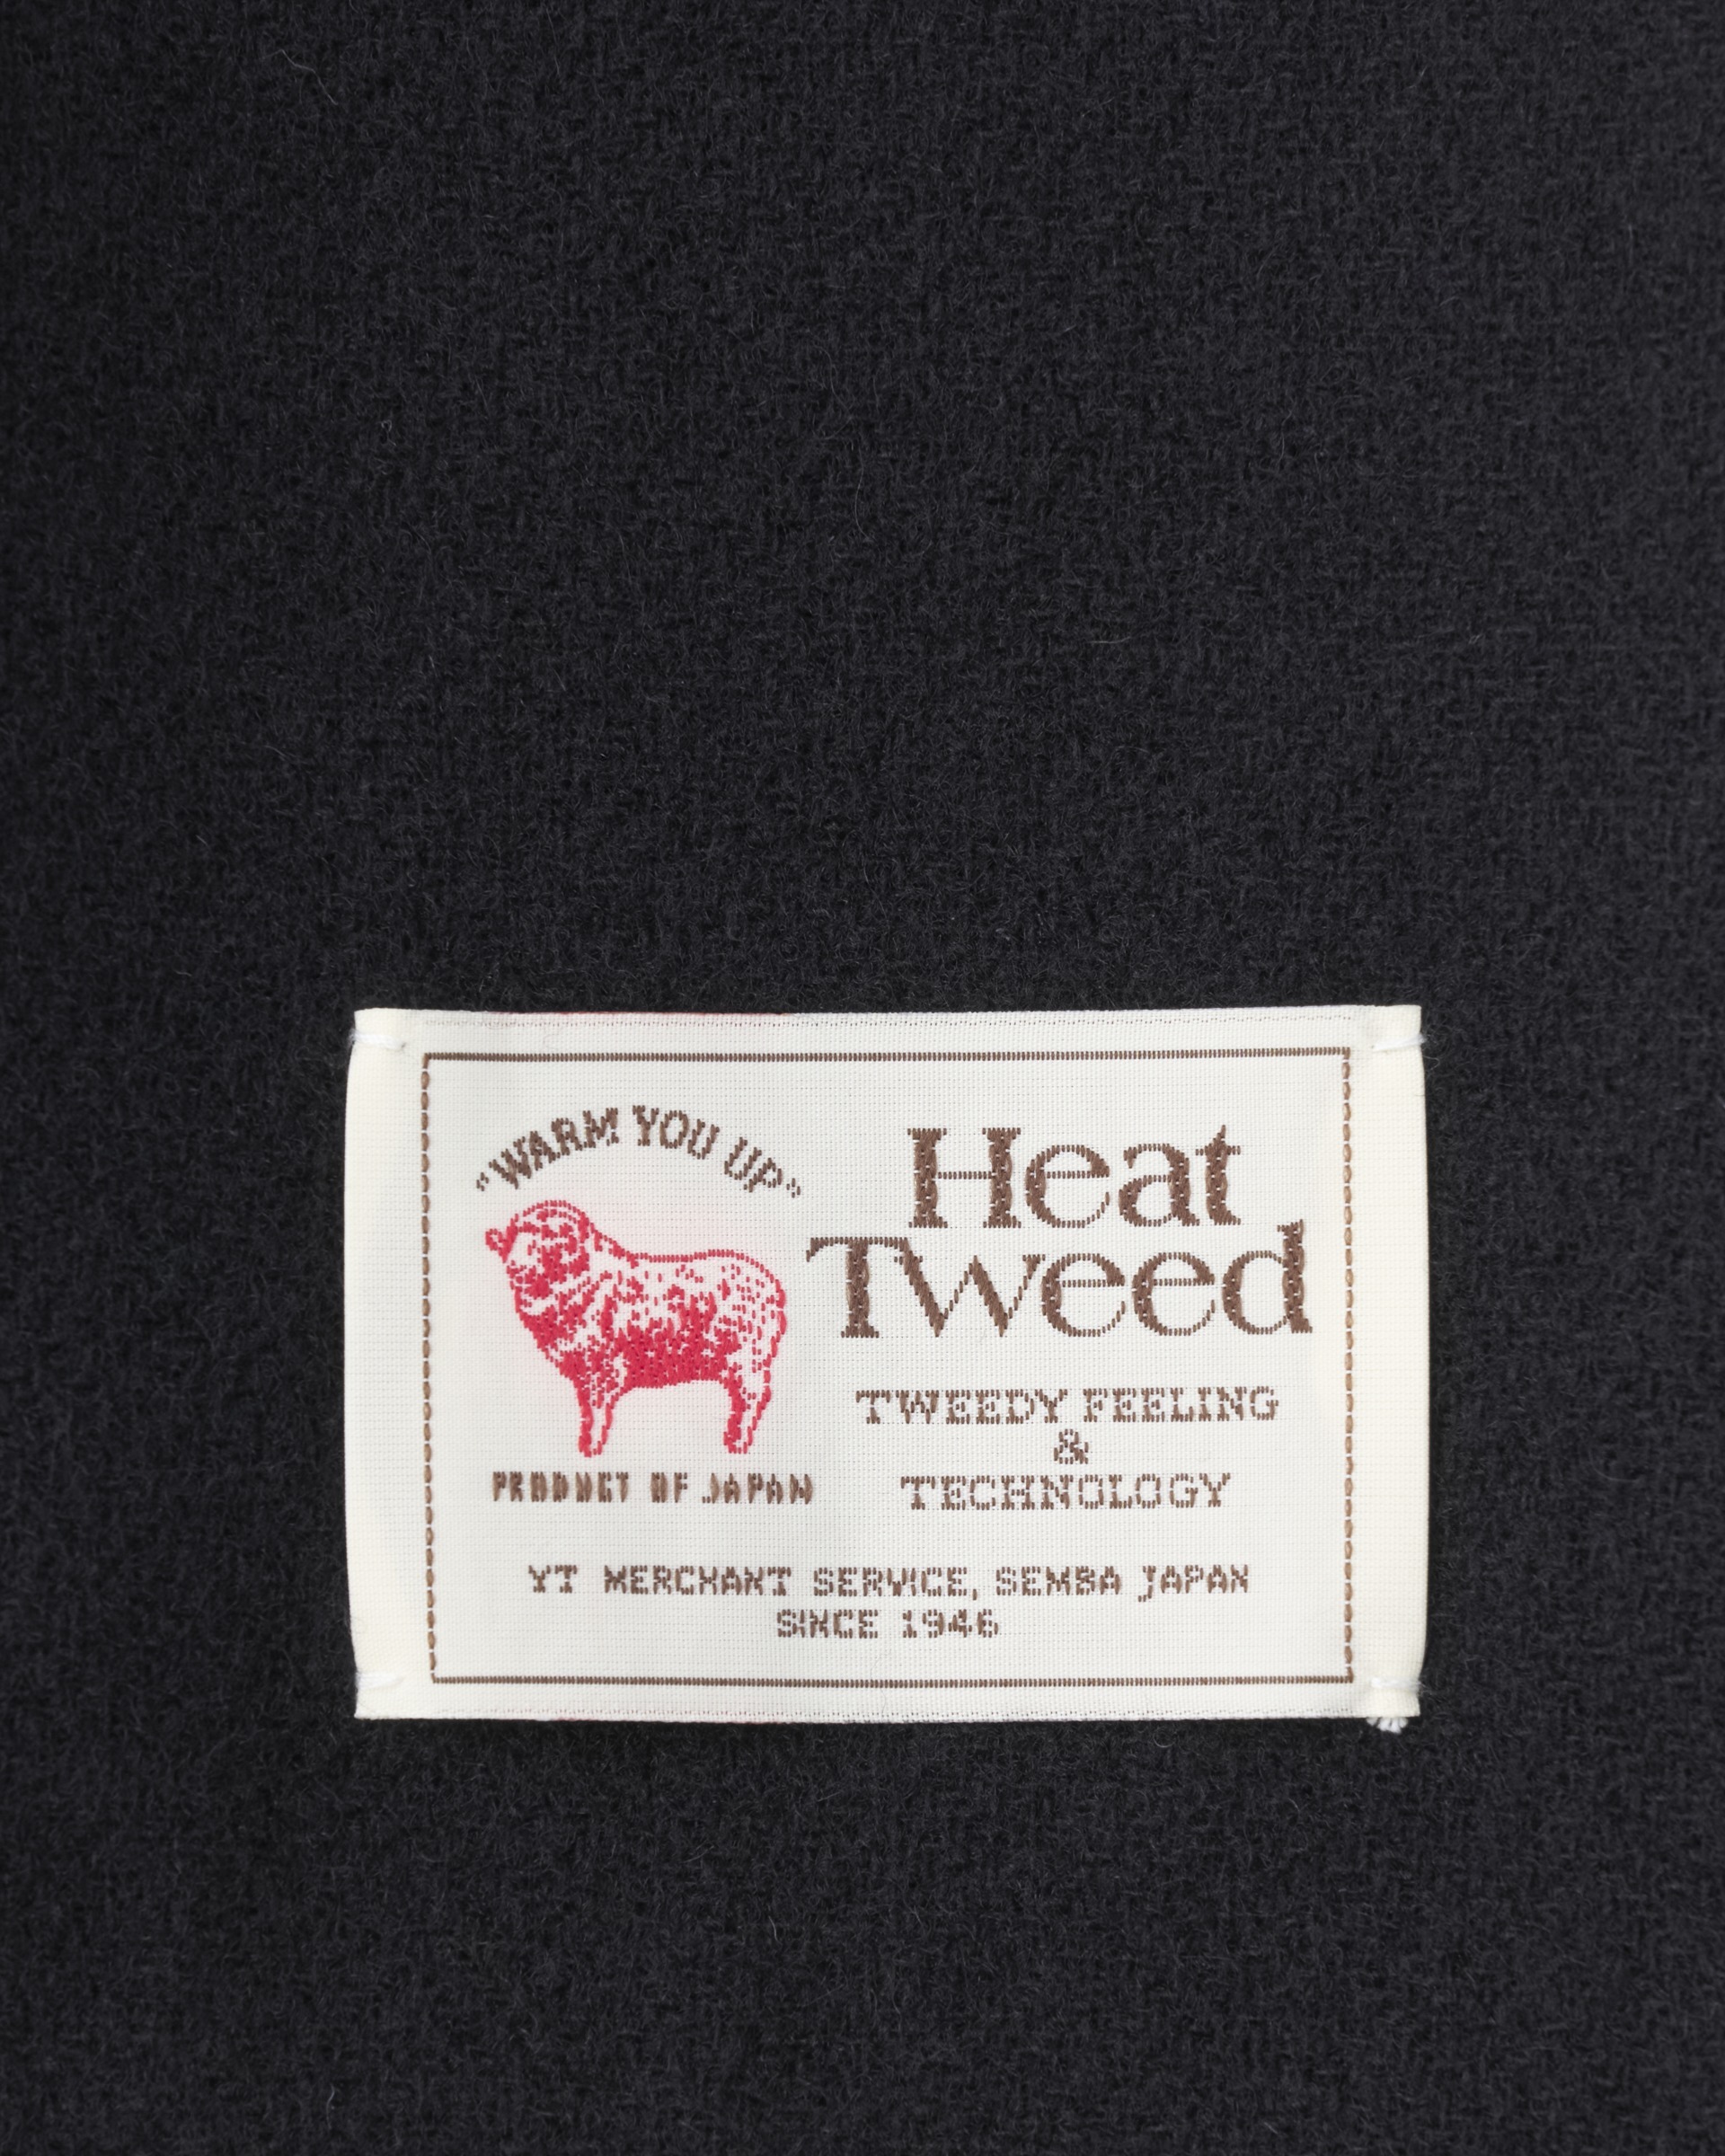 "WARM YOU UP"
PRODUCT OF JAPAN
Heat
Tweed
TWEEDY FEELING
&
TECHNOLOGY
YT MERCHANT SERVICE, SEMBA JAPAN
SINCE 1946